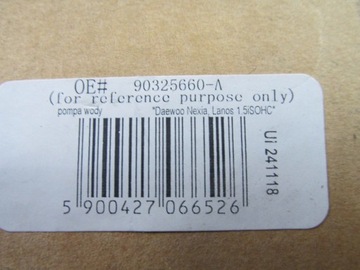 OE# 90325660-A
(for reference purpose only)
pompa wody "Daewoo Nexia, Lanos 1.5iSOHC"
5 900427 066526
Ui 241118